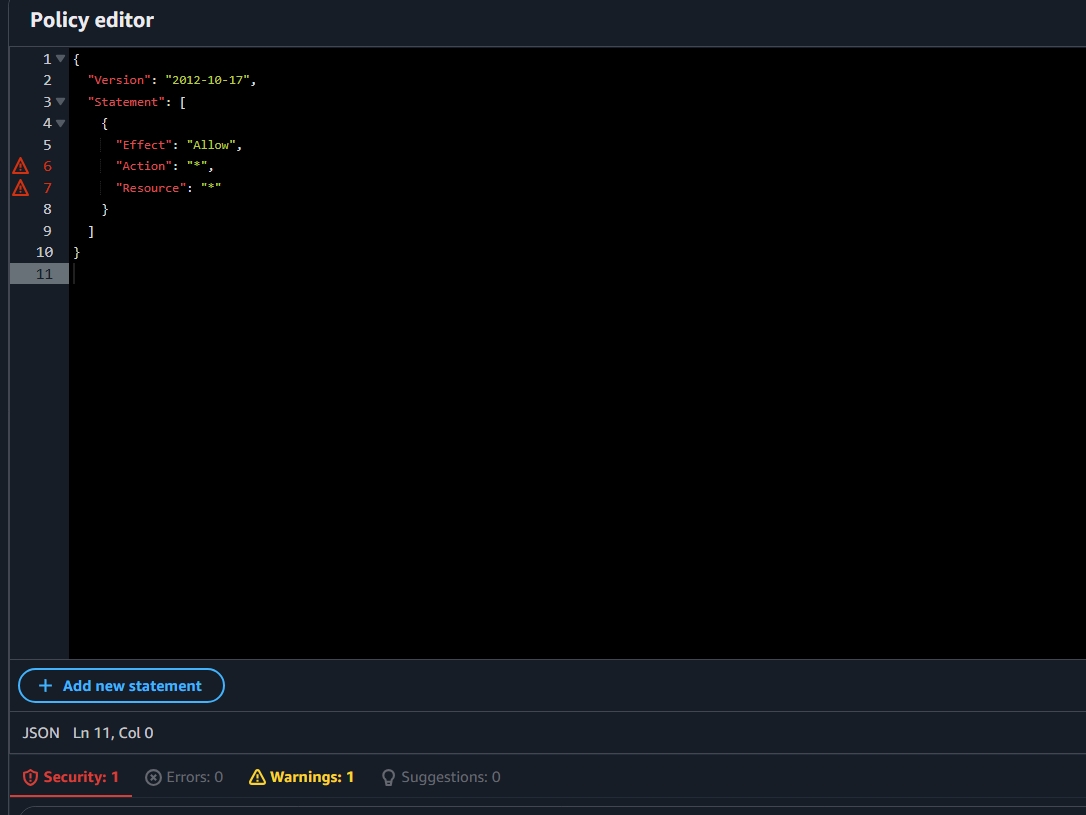 Policy editor
1 {
2 "Version": "2012-10-17",
3 "Statement": [
4 {
5 "Effect": "Allow",
6 "Action": "*",
7 "Resource": "*"
8 }
9 ]
10 }
11
+ Add new statement
JSON Ln 11, Col 0
Security: 1 Errors: 0 Warnings: 1 Suggestions: 0